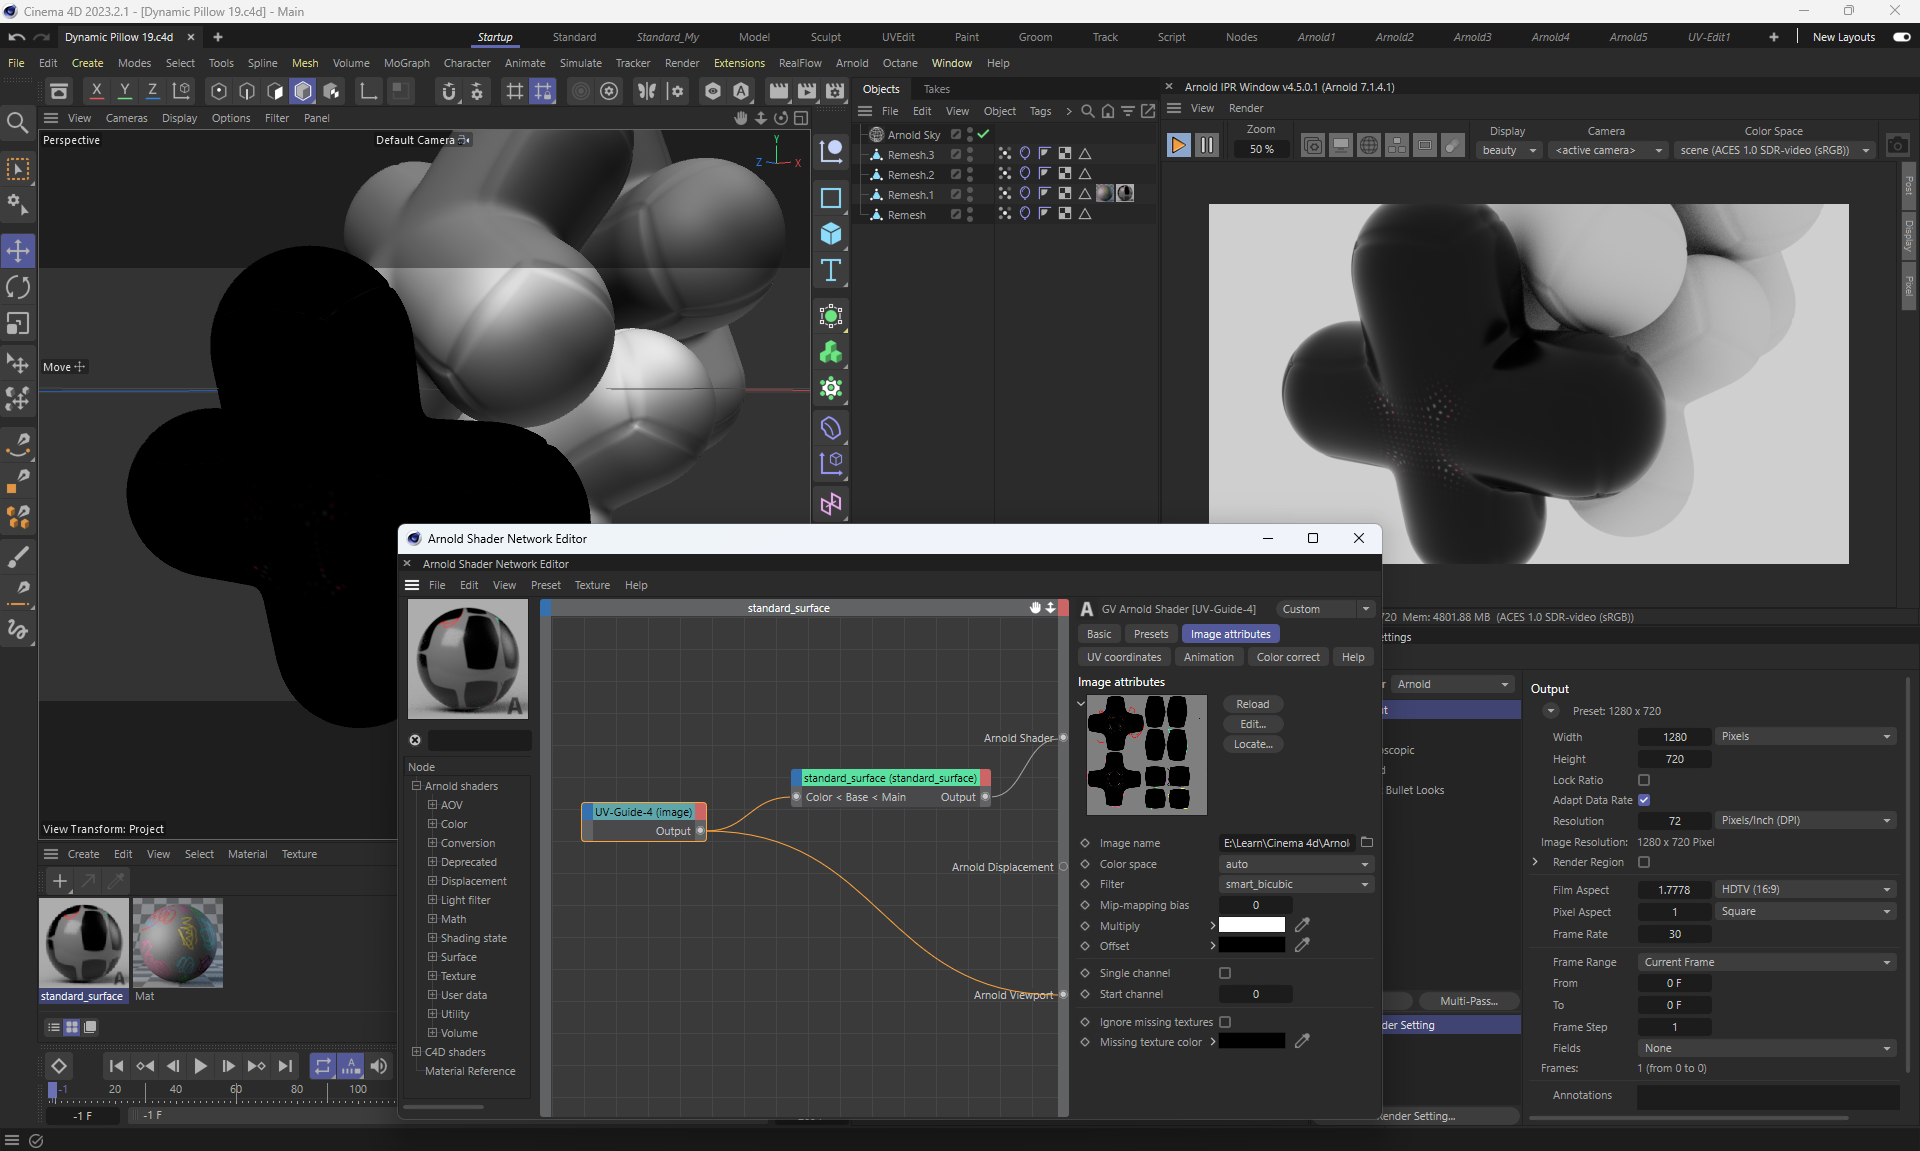 Cinema 4D 2023.2.1 - [Dynamic Pillow 19.c4d] - Main
Dynamic Pillow 19.c4d
Startup Standard Standard_My Model Sculpt UVEdit Paint Groom Track Script Nodes Arnold1 Arnold2 Arnold3 Arnold4 Arnold5 UV-Edit1 New Layouts
File Edit Create Modes Select Tools Spline Mesh Volume MoGraph Character Animate Simulate Tracker Render Extensions RealFlow Arnold Octane Window Help
X Y Z
Objects Takes
File Edit View Object Tags
Arnold Sky
Remesh.3
Remesh.2
Remesh.1
Remesh
View Cameras Display Options Filter Panel
Perspective
Default Camera
Y
Z X
Move
View Transform: Project
Arnold IPR Window v4.5.0.1 (Arnold 7.1.4.1)
View Render
Zoom
50 %
Display
beauty
Camera
<active camera>
Color Space
scene (ACES 1.0 SDR-video (sRGB))
Post
Display
Pixel
Arnold Shader Network Editor
Arnold Shader Network Editor
File Edit View Preset Texture Help
Node
Arnold shaders
AOV
Color
Conversion
Deprecated
Displacement
Light filter
Math
Shading state
Surface
Texture
User data
Utility
Volume
C4D shaders
Material Reference
standard_surface
Arnold Shader
standard_surface (standard_surface)
Color < Base < Main Output
UV-Guide-4 (image)
Output
Arnold Displacement
Arnold Viewport
GV Arnold Shader [UV-Guide-4]
Custom
Basic Presets Image attributes
UV coordinates Animation Color correct Help
Image attributes
Reload
Edit...
Locate...
Image name E:\Learn\Cinema 4d\Arnol
Color space auto
Filter smart_bicubic
Mip-mapping bias 0
Multiply
Offset
Single channel
Start channel 0
Ignore missing textures
Missing texture color
720 Mem: 4801.88 MB (ACES 1.0 SDR-video (sRGB))
ettings
r Arnold
t
scopic
d
Bullet Looks
Multi-Pass...
der Setting
ender Setting...
Output
Preset: 1280 x 720
Width 1280 Pixels
Height 720
Lock Ratio
Adapt Data Rate
Resolution 72 Pixels/Inch (DPI)
Image Resolution: 1280 x 720 Pixel
Render Region
Film Aspect 1.7778 HDTV (16:9)
Pixel Aspect 1 Square
Frame Rate 30
Frame Range Current Frame
From 0 F
To 0 F
Frame Step 1
Fields None
Frames: 1 (from 0 to 0)
Annotations
Create Edit View Select Material Texture
standard_surface
Mat
-1 20 40 60 80 100
-1 F -1 F